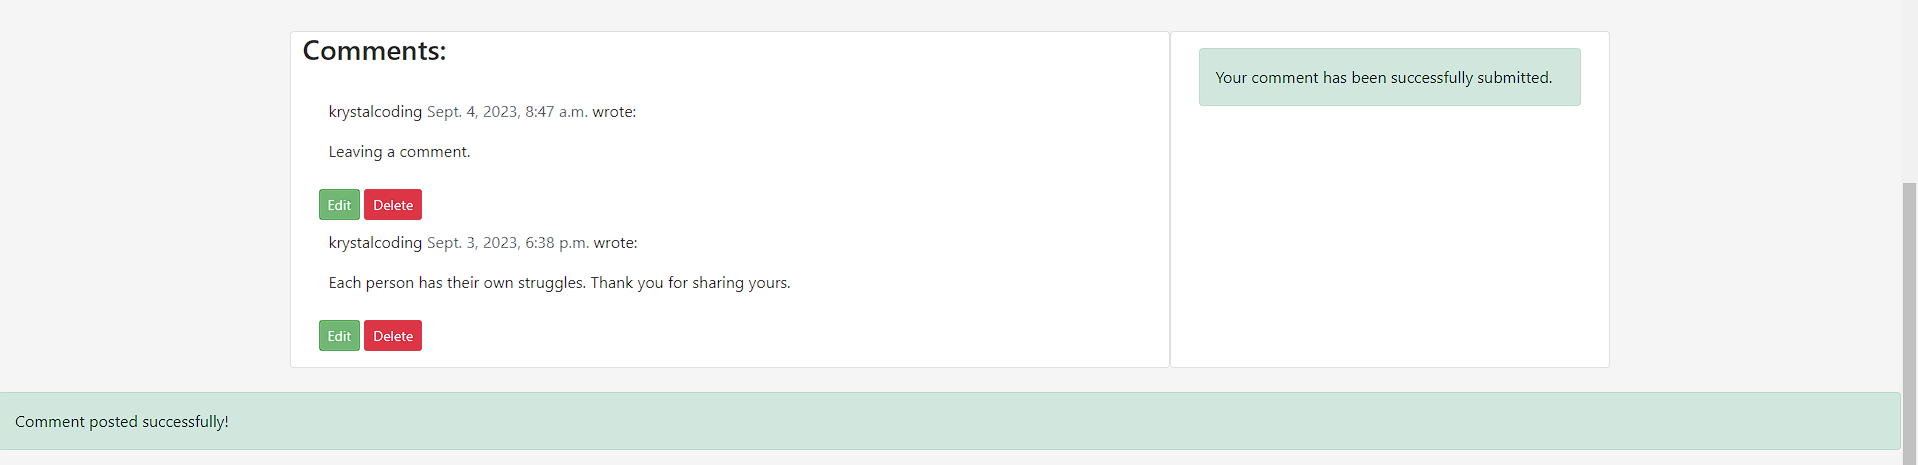 Comments:
krystalcoding Sept. 4, 2023, 8:47 a.m. wrote:
Leaving a comment.
Edit Delete
krystalcoding Sept. 3, 2023, 6:38 p.m. wrote:
Each person has their own struggles. Thank you for sharing yours.
Edit Delete
Your comment has been successfully submitted.
Comment posted successfully!